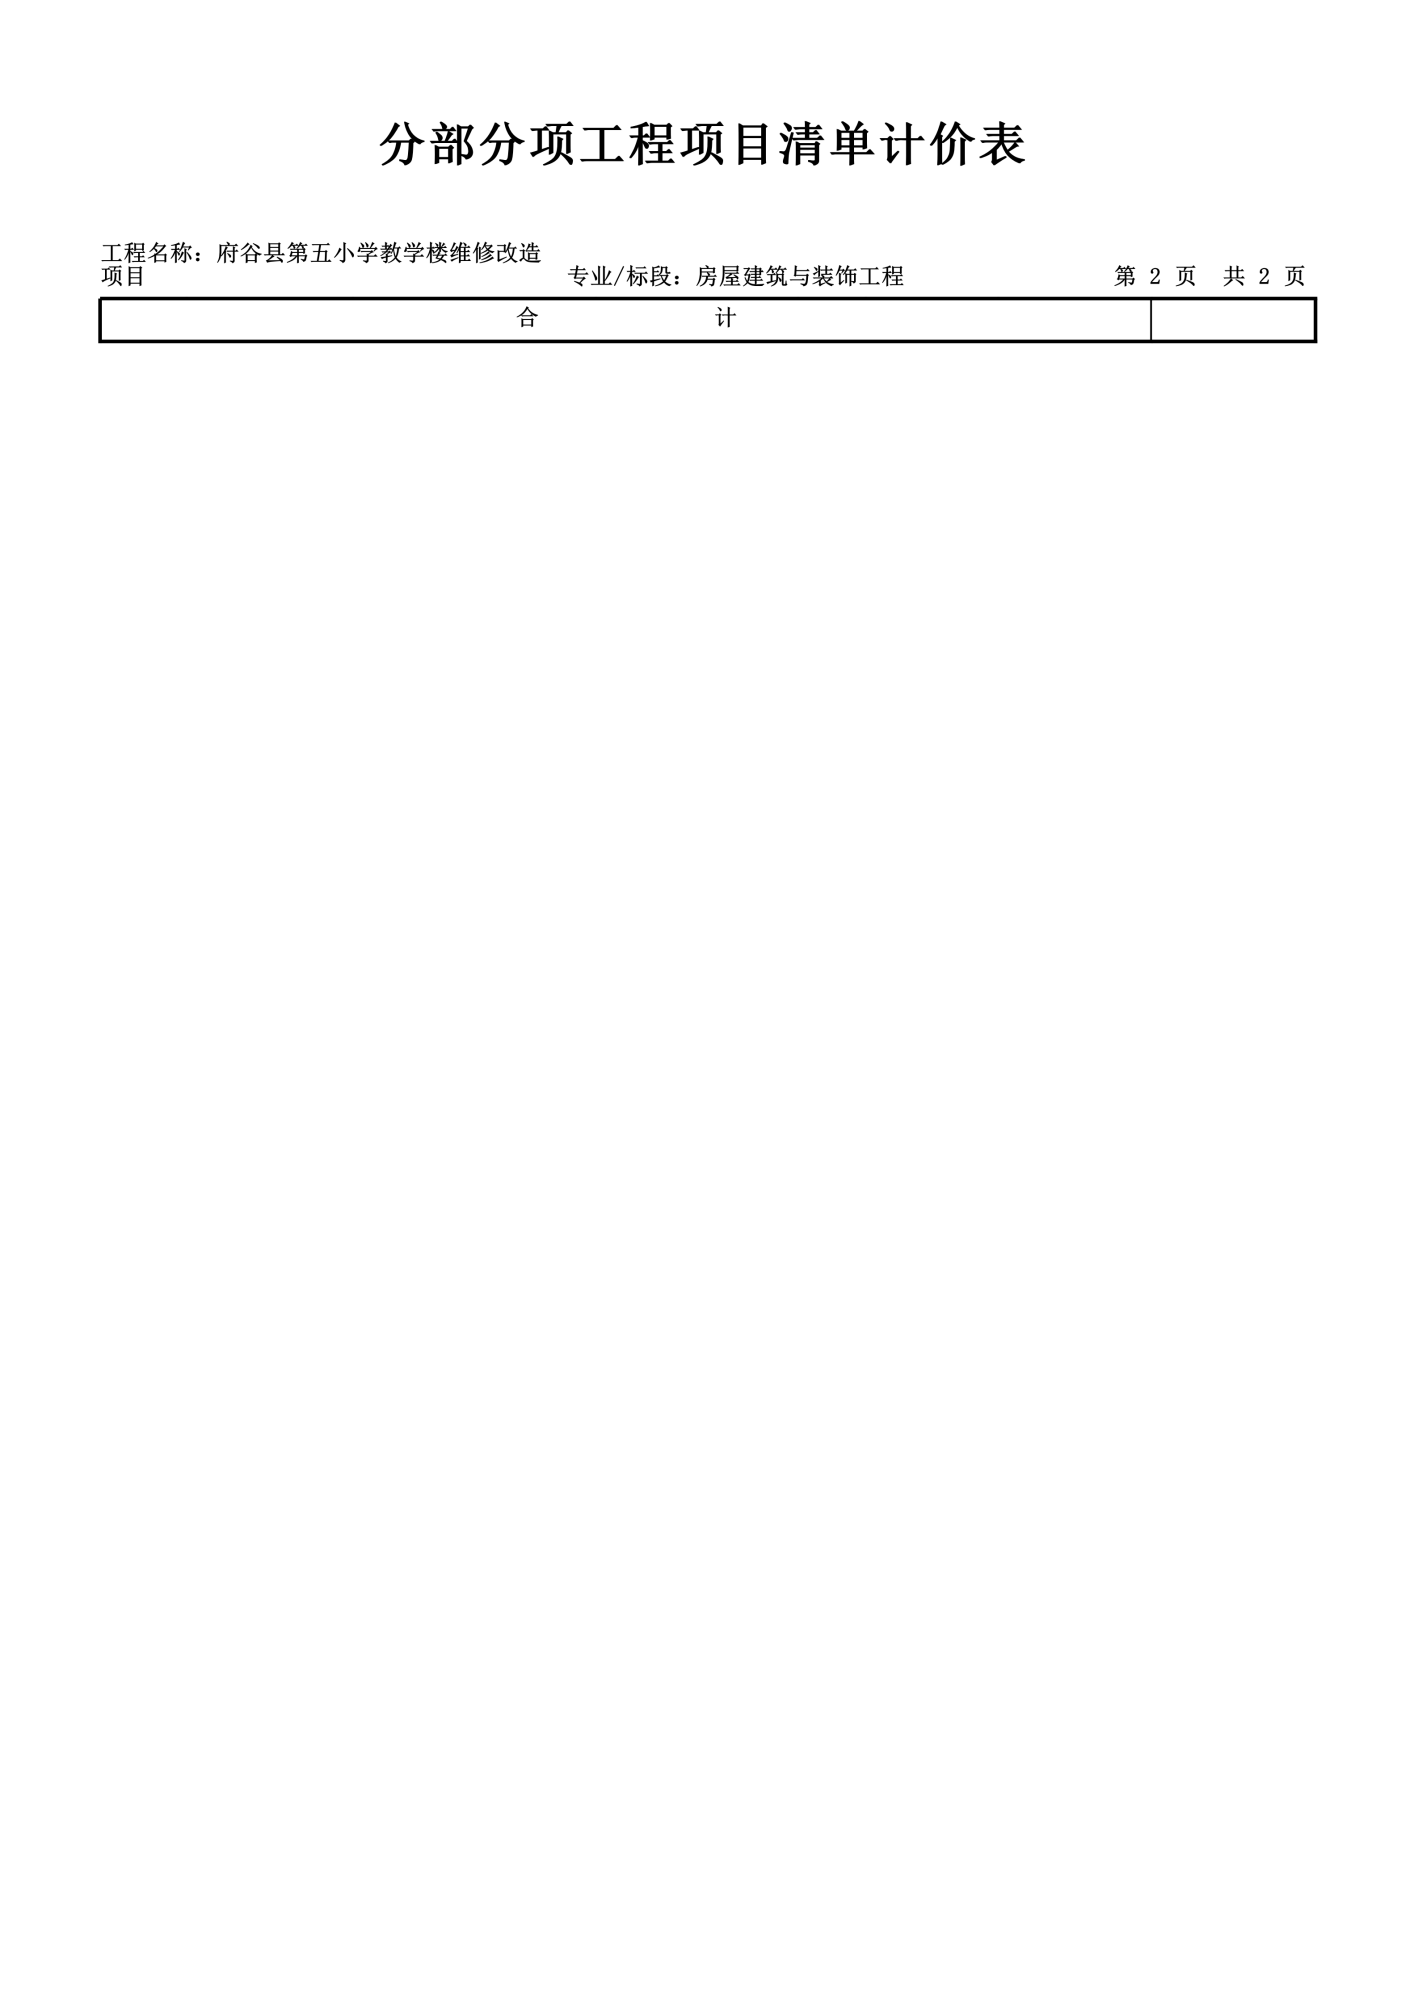 分部分项工程项目清单计价表
工程名称：府谷县第五小学教学楼维修改造
项目 专业/标段：房屋建筑与装饰工程 第 2 页 共 2 页
合 计